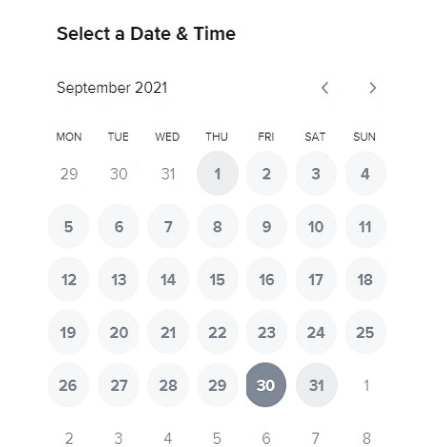 Select a Date & Time
September 2021
MON TUE WED THU FRI SAT SUN
29 30 31 1 2 3 4
5 6 7 8 9 10 11
12 13 14 15 16 17 18
19 20 21 22 23 24 25
26 27 28 29 30 31 1
2 3 4 5 6 7 8